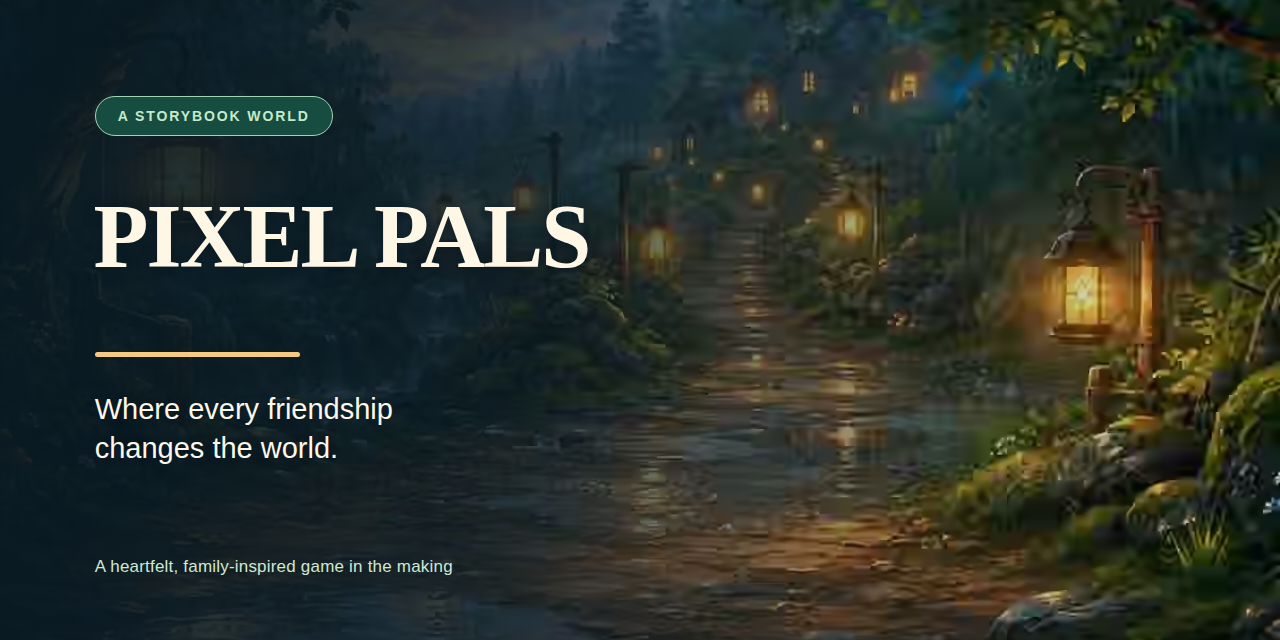 A STORYBOOK WORLD
PIXEL PALS
Where every friendship
changes the world.
A heartfelt, family-inspired game in the making